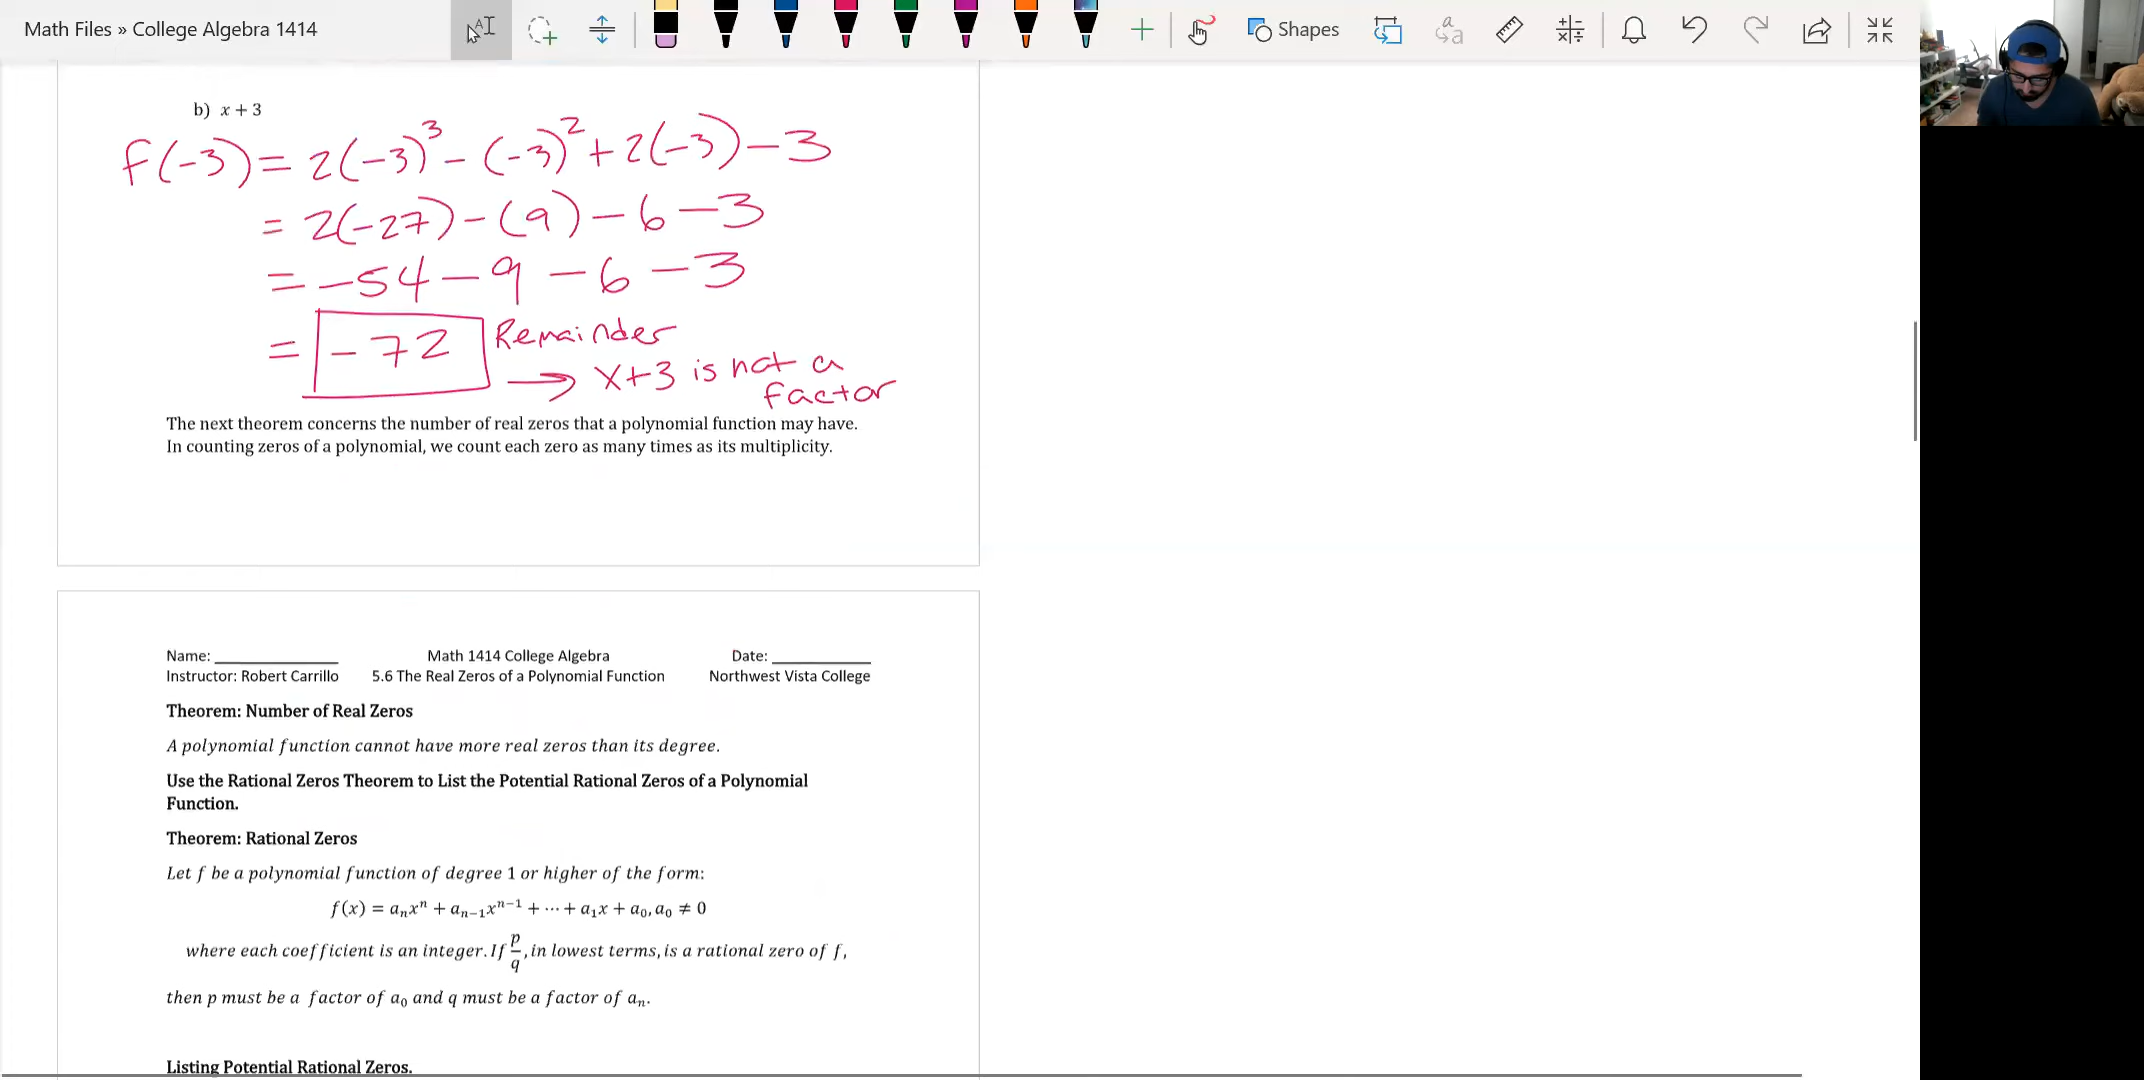 Math Files » College Algebra 1414
Shapes
b) x + 3
f(-3) = 2(-3)³ - (-3)² + 2(-3) - 3
= 2(-27) - (9) - 6 - 3
= -54 - 9 - 6 - 3
= -72 Remainder
→ x+3 is not a
factor
The next theorem concerns the number of real zeros that a polynomial function may have.
In counting zeros of a polynomial, we count each zero as many times as its multiplicity.
Name: ____________ Math 1414 College Algebra Date: __________
Instructor: Robert Carrillo 5.6 The Real Zeros of a Polynomial Function Northwest Vista College
Theorem: Number of Real Zeros
A polynomial function cannot have more real zeros than its degree.
Use the Rational Zeros Theorem to List the Potential Rational Zeros of a Polynomial
Function.
Theorem: Rational Zeros
Let f be a polynomial function of degree 1 or higher of the form:
f(x) = aₙxⁿ + aₙ₋₁xⁿ⁻¹ + ⋯ + a₁x + a₀, a₀ ≠ 0
where each coefficient is an integer. If p/q, in lowest terms, is a rational zero of f,
then p must be a factor of a₀ and q must be a factor of aₙ.
Listing Potential Rational Zeros.